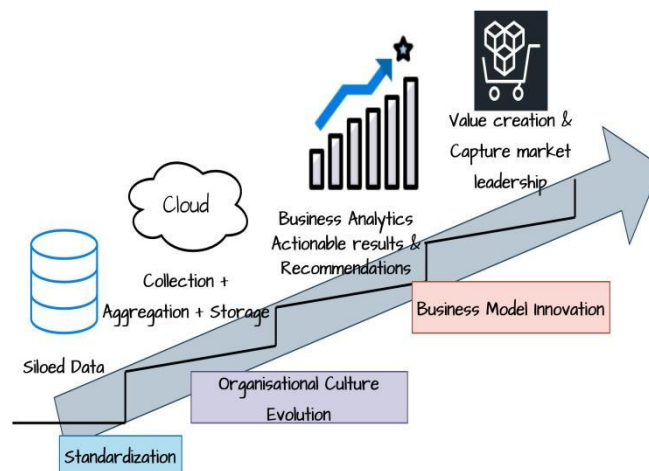 Value creation &
Capture market
leadership
Cloud
Business Analytics
Actionable results &
Recommendations
Collection +
Aggregation + Storage
Siloed Data
Business Model Innovation
Organisational Culture
Evolution
Standardization